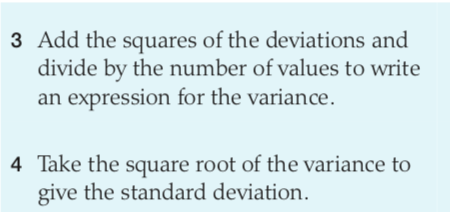 3 Add the squares of the deviations and
divide by the number of values to write
an expression for the variance.
4 Take the square root of the variance to
give the standard deviation.